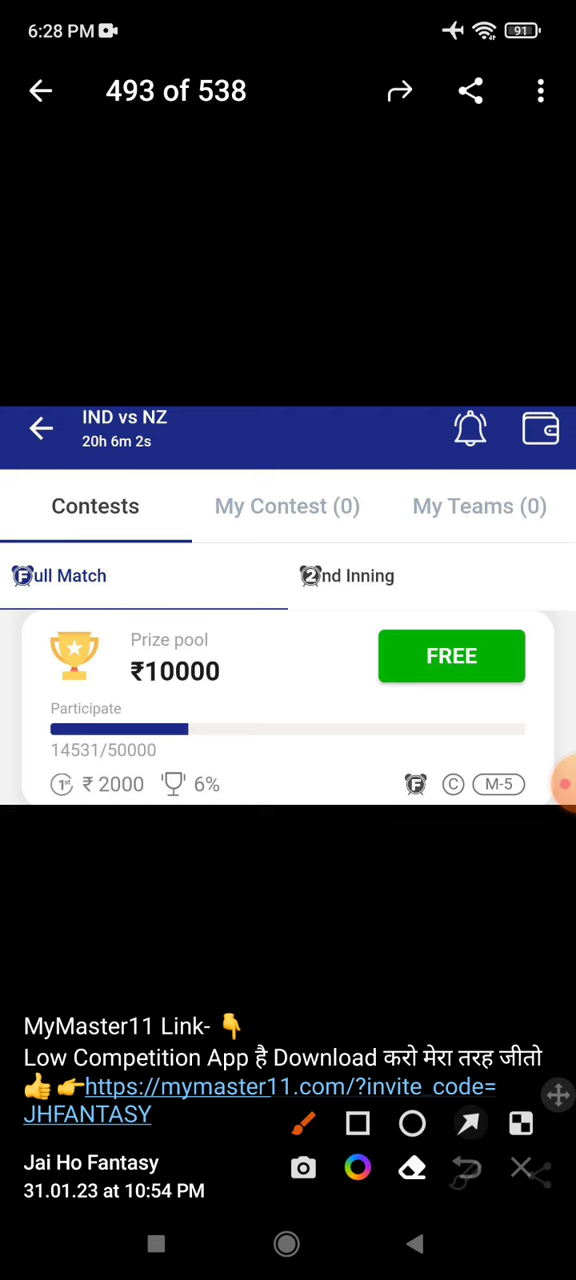 6:28 PM
91
493 of 538
IND vs NZ
20h 6m 2s
Contests
My Contest (0)
My Teams (0)
Full Match
2nd Inning
Prize pool
₹10000
FREE
Participate
14531/50000
1st ₹ 2000 6%
F C M-5
MyMaster11 Link- 👇
Low Competition App है Download करो मेरा तरह जीतो
👍 👉https://mymaster11.com/?invite_code=
JHFANTASY
Jai Ho Fantasy
31.01.23 at 10:54 PM